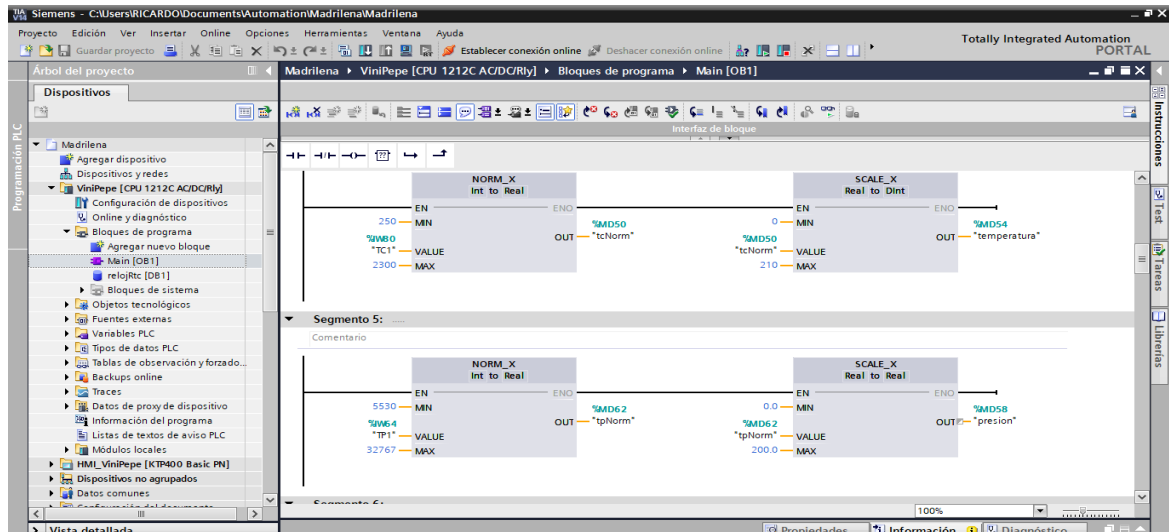 Siemens - C:\Users\RICARDO\Documents\Automation\Madrilena\Madrilena
Proyecto Edición Ver Insertar Online Opciones Herramientas Ventana Ayuda
Guardar proyecto Establecer conexión online Deshacer conexión online
Totally Integrated Automation
PORTAL
Árbol del proyecto
Madrilena ▸ ViniPepe [CPU 1212C AC/DC/Rly] ▸ Bloques de programa ▸ Main [OB1]
Dispositivos
Interfaz de bloque
Programación PLC
Madrilena
Agregar dispositivo
Dispositivos y redes
ViniPepe [CPU 1212C AC/DC/Rly]
Configuración de dispositivos
Online y diagnóstico
Bloques de programa
Agregar nuevo bloque
Main [OB1]
relojRtc [DB1]
Bloques de sistema
Objetos tecnológicos
Fuentes externas
Variables PLC
Tipos de datos PLC
Tablas de observación y forzado...
Backups online
Traces
Datos de proxy de dispositivo
Información del programa
Listas de textos de aviso PLC
Módulos locales
HMI_ViniPepe [KTP400 Basic PN]
Dispositivos no agrupados
Datos comunes
Configuración del documento
Vista detallada
NORM_X
Int to Real
EN ENO
250 MIN
%MD50
%IW80
OUT "tcNorm"
"TC1" VALUE
2300 MAX
SCALE_X
Real to DInt
EN ENO
0 MIN
%MD54
%MD50
OUT "temperatura"
"tcNorm" VALUE
210 MAX
Segmento 5: .....
Comentario
NORM_X
Int to Real
EN ENO
5530 MIN
%MD62
%IW64
OUT "tpNorm"
"TP1" VALUE
32767 MAX
SCALE_X
Real to Real
EN ENO
0.0 MIN
%MD58
%MD62
OUT "presion"
"tpNorm" VALUE
200.0 MAX
Segmento 6:
100%
Propiedades Información Diagnóstico
Instrucciones
Test
Tareas
Librerías